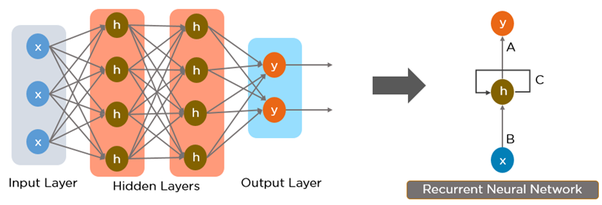 x
x
x
h
h
h
h
h
h
h
h
y
y
Input Layer
Hidden Layers
Output Layer
y
A
h
C
B
x
Recurrent Neural Network